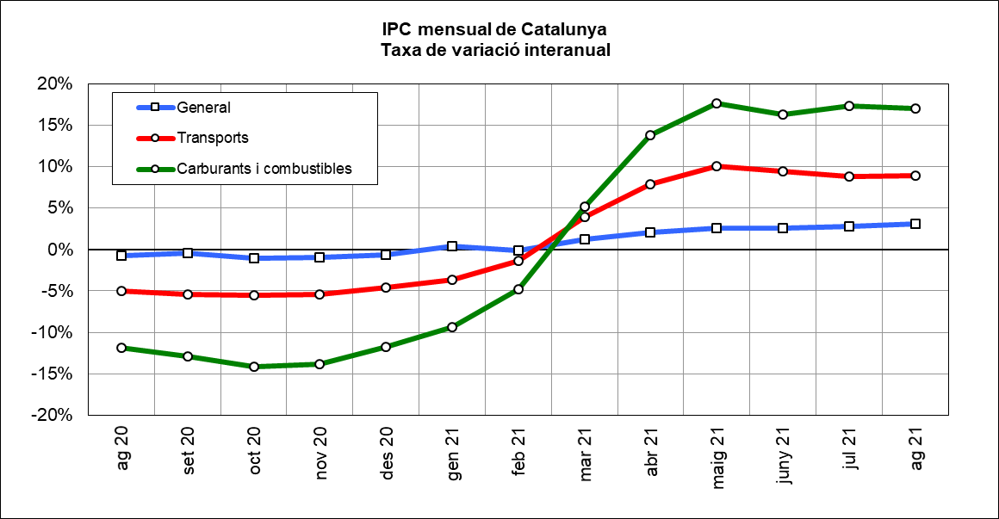 IPC mensual de Catalunya
Taxa de variació interanual
20%
15%
10%
5%
0%
-5%
-10%
-15%
-20%
General
Transports
Carburants i combustibles
ag 20
set 20
oct 20
nov 20
des 20
gen 21
feb 21
mar 21
abr 21
maig 21
juny 21
jul 21
ag 21